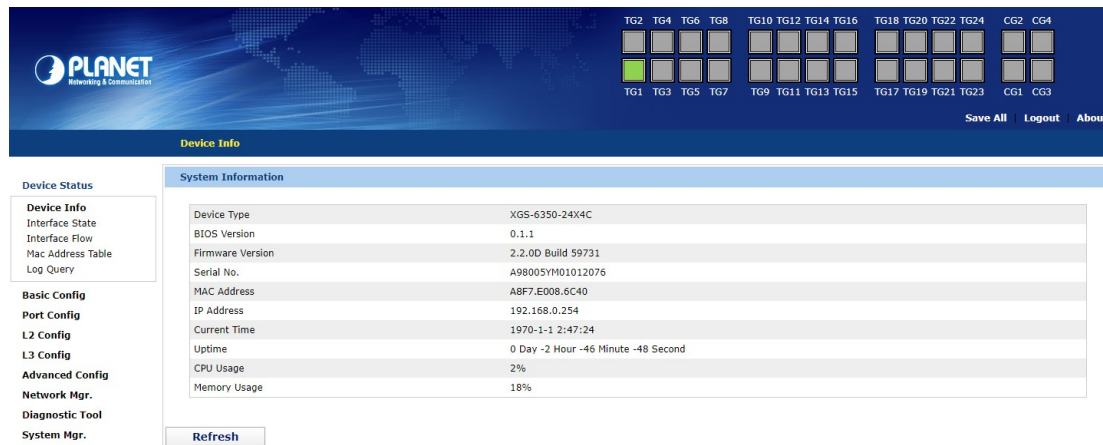 TG2 TG4 TG6 TG8 TG10 TG12 TG14 TG16 TG18 TG20 TG22 TG24 CG2 CG4
PLANET
Networking & Communication
TG1 TG3 TG5 TG7 TG9 TG11 TG13 TG15 TG17 TG19 TG21 TG23 CG1 CG3
Save All Logout Abou
Device Info
Device Status
Device Info
Interface State
Interface Flow
Mac Address Table
Log Query
Basic Config
Port Config
L2 Config
L3 Config
Advanced Config
Network Mgr.
Diagnostic Tool
System Mgr.
System Information
Device Type XGS-6350-24X4C
BIOS Version 0.1.1
Firmware Version 2.2.0D Build 59731
Serial No. A98005YM01012076
MAC Address A8F7.E008.6C40
IP Address 192.168.0.254
Current Time 1970-1-1 2:47:24
Uptime 0 Day -2 Hour -46 Minute -48 Second
CPU Usage 2%
Memory Usage 18%
Refresh